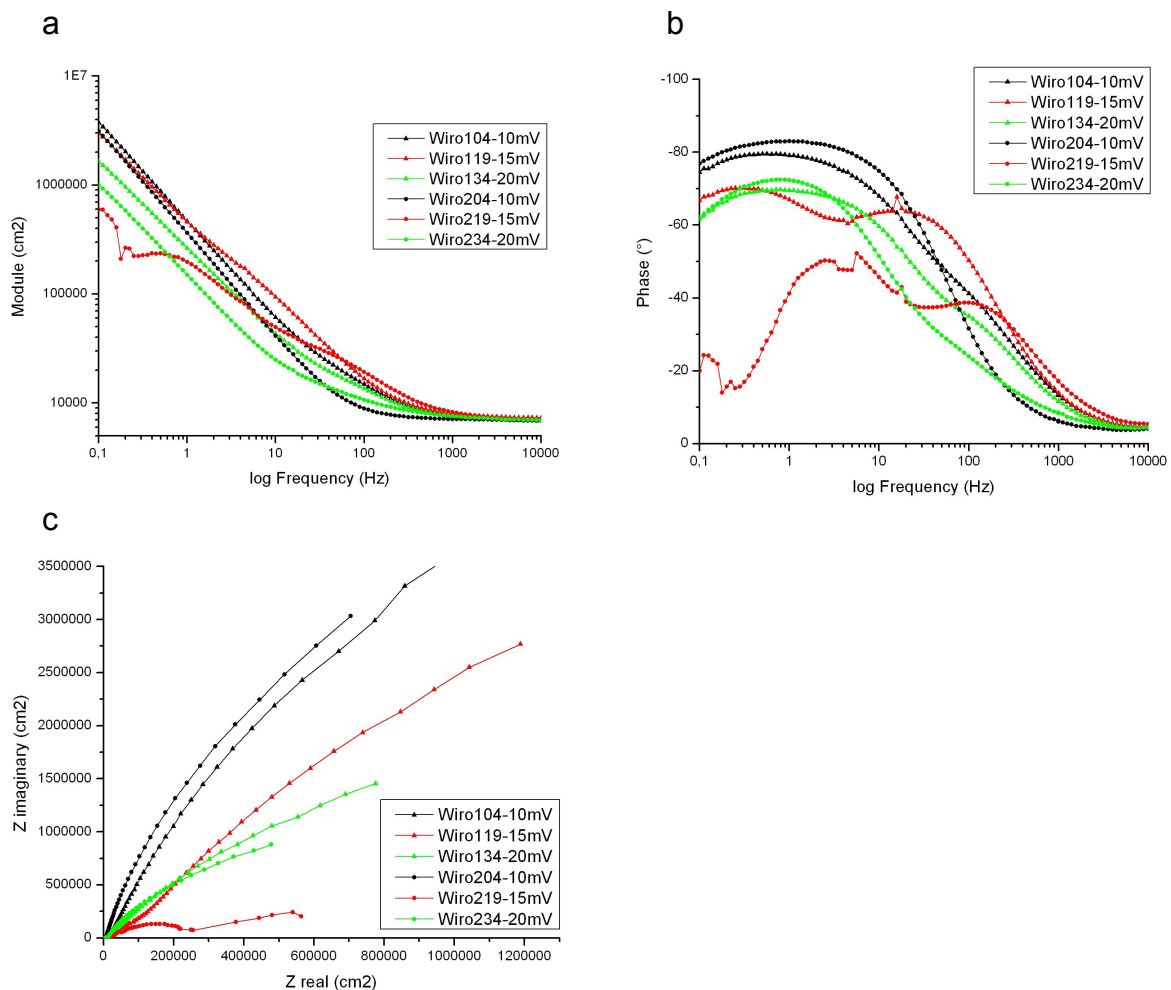 a
1E7
1000000
100000
10000
Module (cm2)
0,1
1
10
100
1000
10000
log Frequency (Hz)
Wiro104-10mV
Wiro119-15mV
Wiro134-20mV
Wiro204-10mV
Wiro219-15mV
Wiro234-20mV
b
-100
-80
-60
-40
-20
0
Phase (°)
0,1
1
10
100
1000
10000
log Frequency (Hz)
Wiro104-10mV
Wiro119-15mV
Wiro134-20mV
Wiro204-10mV
Wiro219-15mV
Wiro234-20mV
c
3500000
3000000
2500000
2000000
1500000
1000000
500000
0
Z imaginary (cm2)
0
200000
400000
600000
800000
1000000
1200000
Z real (cm2)
Wiro104-10mV
Wiro119-15mV
Wiro134-20mV
Wiro204-10mV
Wiro219-15mV
Wiro234-20mV